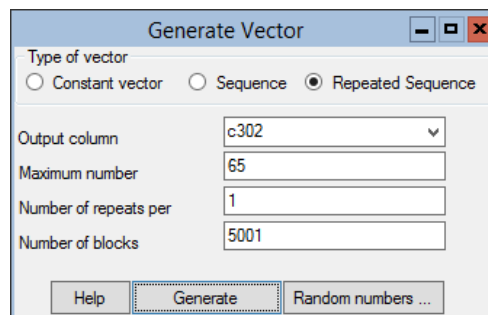 Generate Vector
Type of vector
Constant vector Sequence Repeated Sequence
Output column c302
Maximum number 65
Number of repeats per 1
Number of blocks 5001
Help Generate Random numbers ...